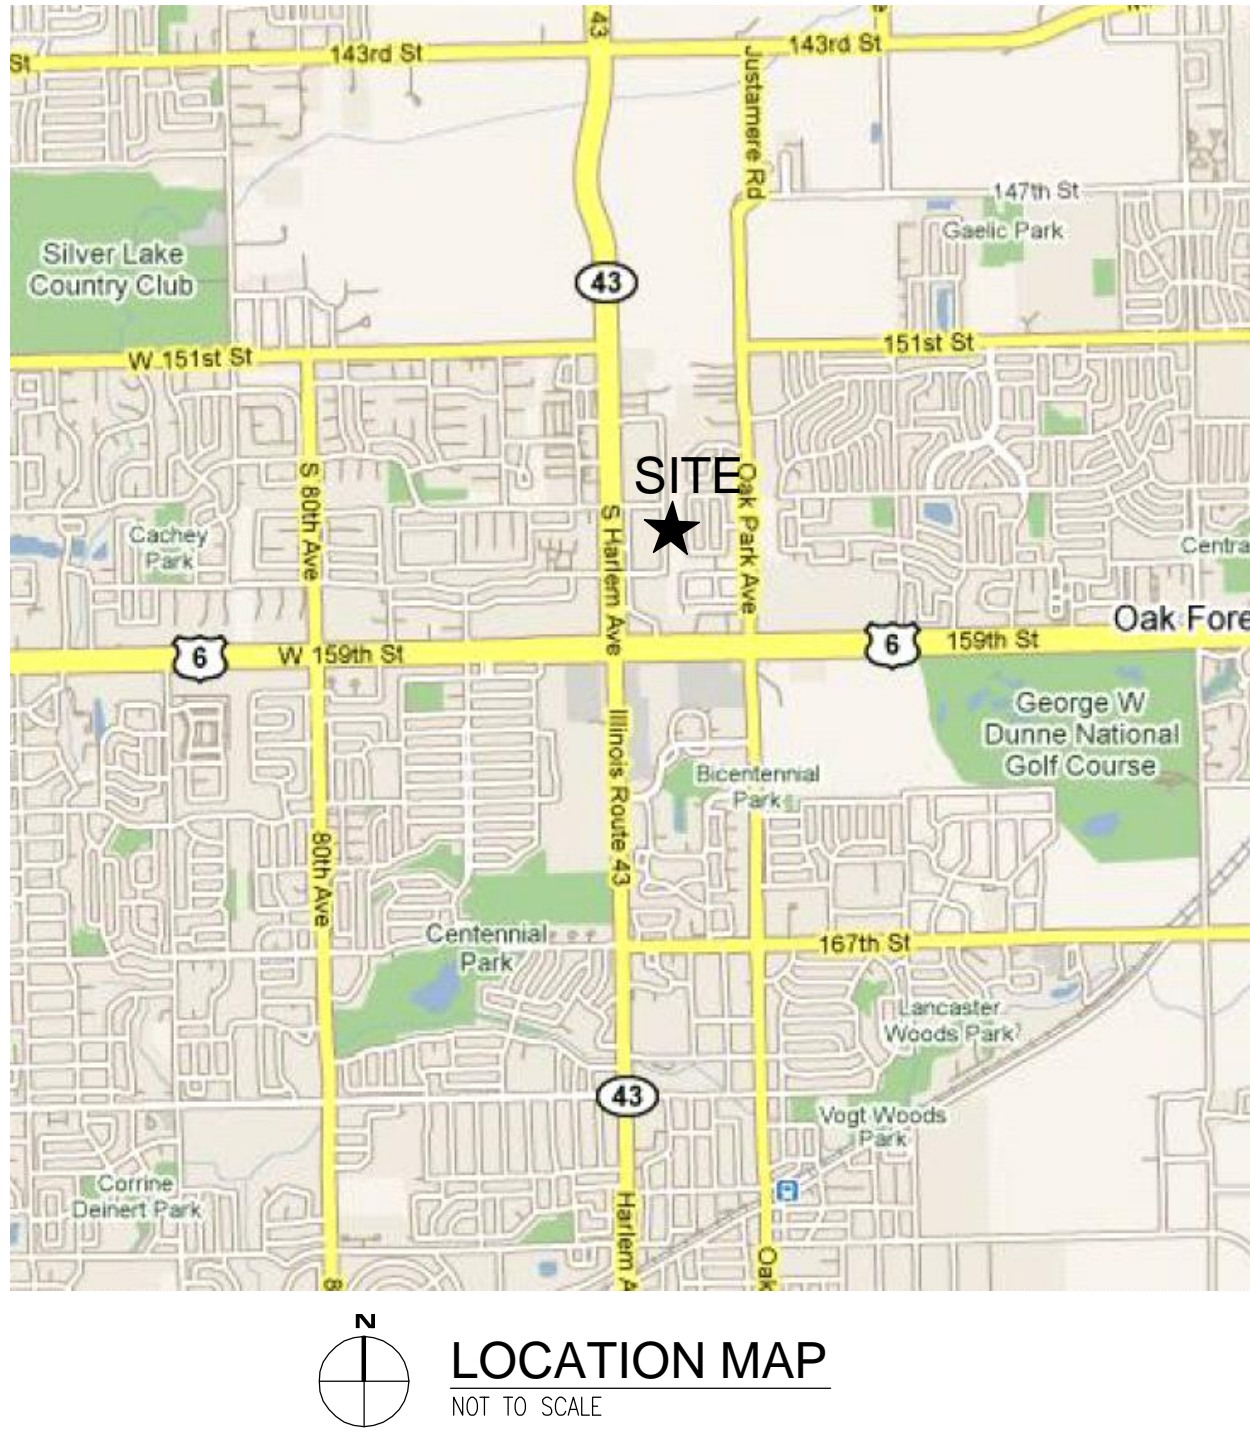 43
143rd St
143rd St
St
Justamere Rd
147th St
Gaelic Park
Silver Lake
Country Club
43
W 151st St
151st St
SITE
S 80th Ave
S Harlem Ave
Oak Park Ave
Cachey
Park
Centra
Oak Fore
6
W 159th St
6
159th St
George W
Dunne National
Golf Course
Illinois Route 43
Bicentennial
Park
80th Ave
Centennial
Park
167th St
Lancaster
Woods Park
43
Vogt Woods
Park
Corrine
Deinert Park
Harlem A
Oak
8
N
LOCATION MAP
NOT TO SCALE